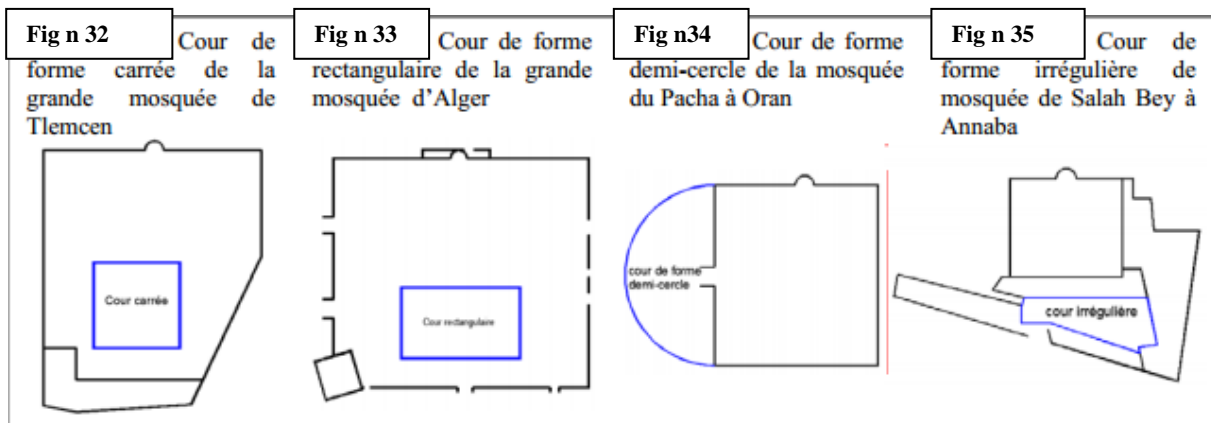 Fig n 32 Cour de
forme carrée de la
grande mosquée de
Tlemcen
Fig n 33 Cour de forme
rectangulaire de la grande
mosquée d’Alger
Fig n34 Cour de forme
demi-cercle de la mosquée
du Pacha à Oran
Fig n 35 Cour de
forme irrégulière de
mosquée de Salah Bey à
Annaba
Cour carrée
Cour rectangulaire
cour de forme
demi-cercle
cour irrégulière